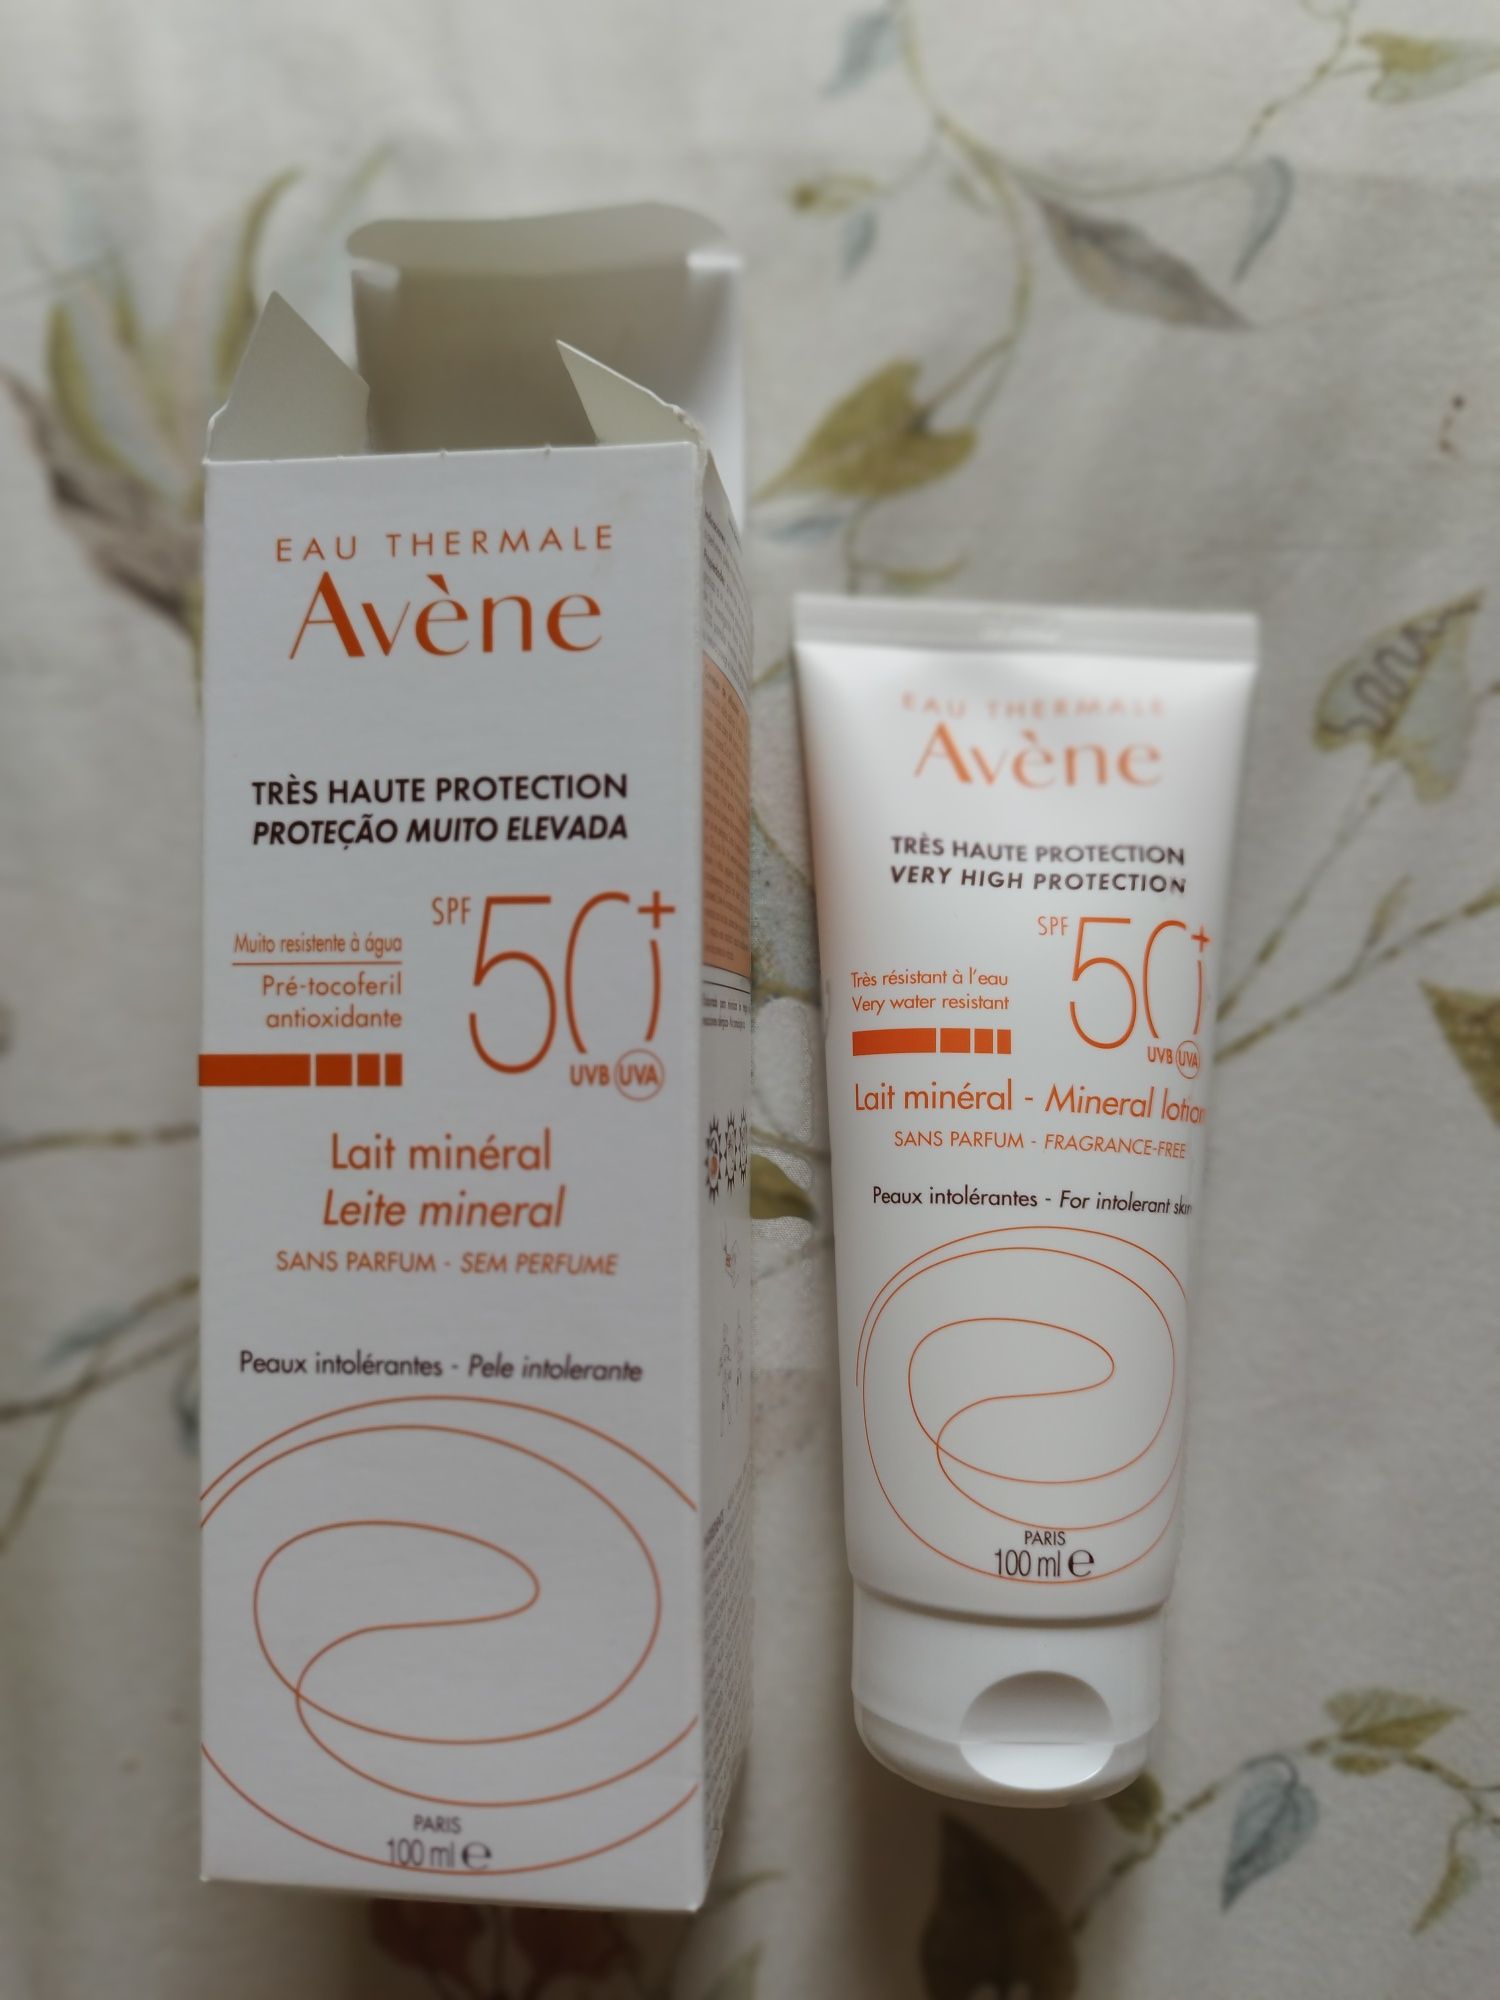 EAU THERMALE
Avène
TRÈS HAUTE PROTECTION
PROTEÇÃO MUITO ELEVADA
SPF 50+
Muito resistente à água
Pré-tocoferil
antioxidante
UVB UVA
Lait minéral
Leite mineral
SANS PARFUM - SEM PERFUME
Peaux intolérantes - Pele intolerante
PARIS
100 ml e
EAU THERMALE
Avène
TRÈS HAUTE PROTECTION
VERY HIGH PROTECTION
SPF 50+
Très résistant à l'eau
Very water resistant
UVB UVA
Lait minéral - Mineral lotion
SANS PARFUM - FRAGRANCE-FREE
Peaux intolérantes - For intolerant skin
PARIS
100 ml e